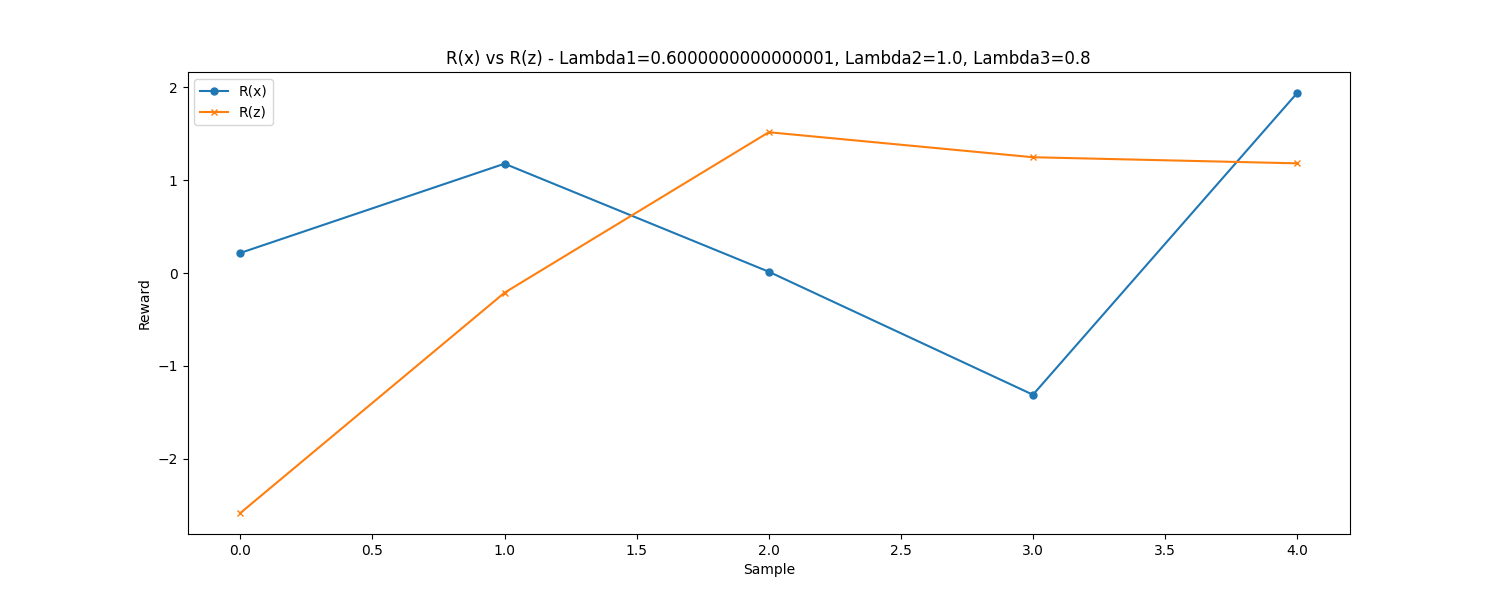 R(x) vs R(z) - Lambda1=0.6000000000000001, Lambda2=1.0, Lambda3=0.8
R(x)
R(z)
2
1
0
−1
−2
Reward
0.0 0.5 1.0 1.5 2.0 2.5 3.0 3.5 4.0
Sample